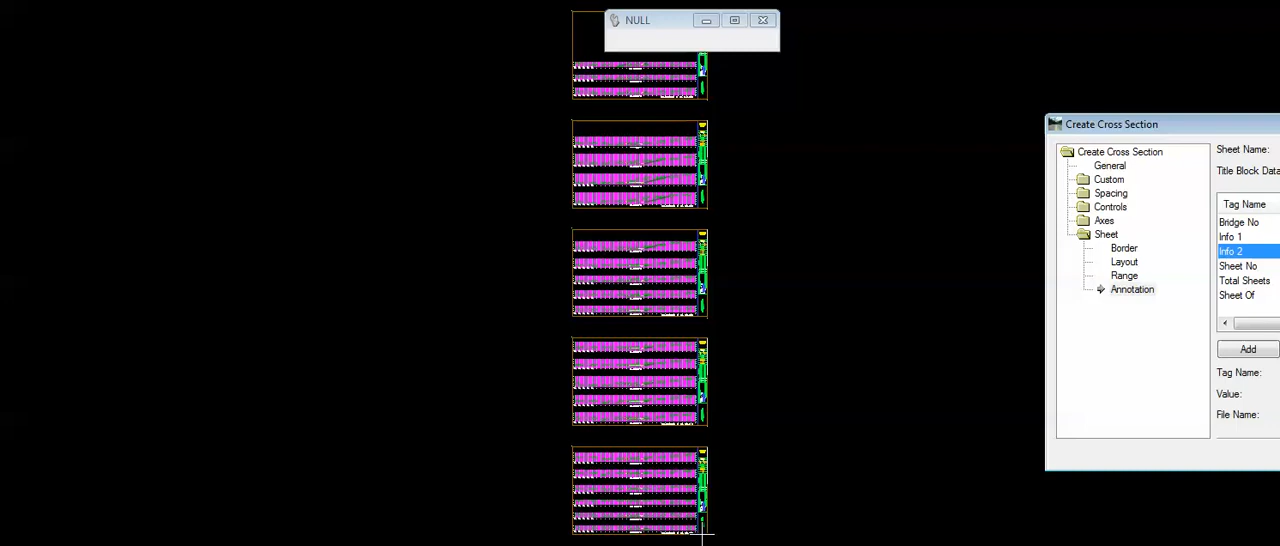 NULL
Create Cross Section
Create Cross Section
General
Custom
Spacing
Controls
Axes
Sheet
Border
Layout
Range
Annotation
Sheet Name:
Title Block Data
Tag Name
Bridge No
Info 1
Info 2
Sheet No
Total Sheets
Sheet Of
Add
Tag Name:
Value:
File Name: